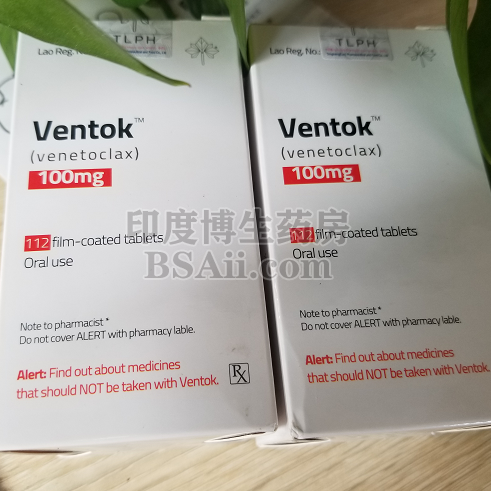 TLPH
Lao Reg. No.:
Ventok™
(venetoclax)
100mg
112 film-coated tablets
Oral use
Note to pharmacist *
Do not cover ALERT with pharmacy lable.
Alert: Find out about medicines
that should NOT be taken with Ventok.
Rx
TLPH
Lao Reg. No.:
Ventok™
(venetoclax)
100mg
112 film-coated tablets
Oral use
Note to pharmacist *
Do not cover ALERT with pharmacy lable.
Alert: Find out about medicines
that should NOT be taken with Ventok.
印度博生药房
BSAii.com